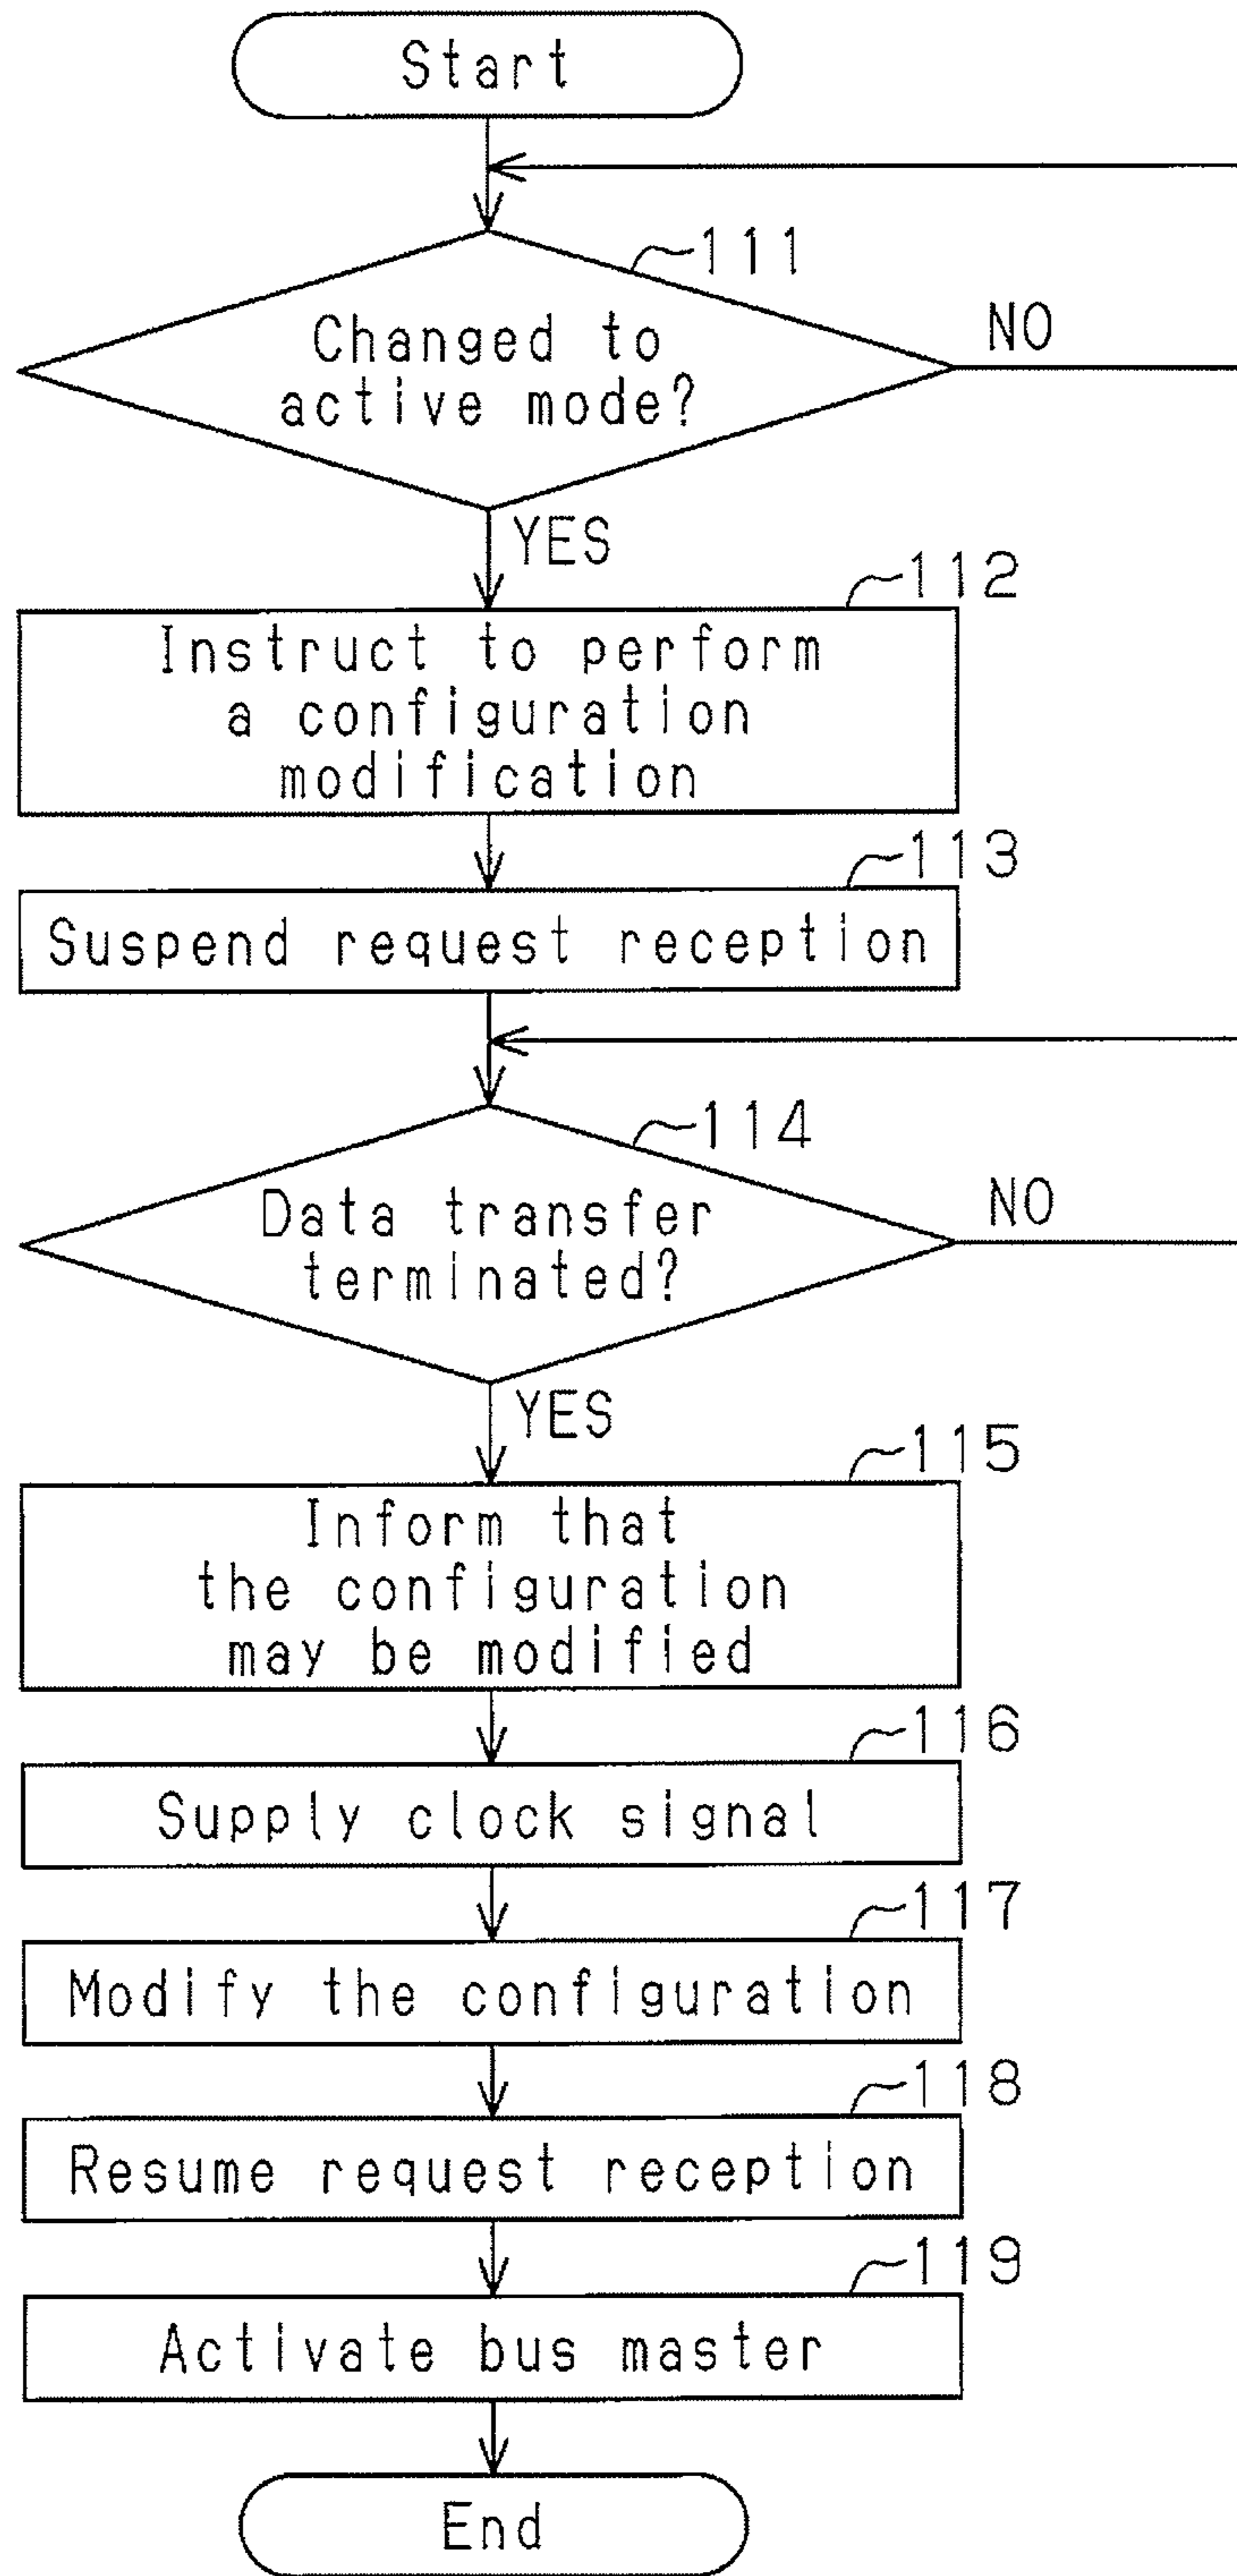 Start
111
Changed to
active mode?
NO
YES
112
Instruct to perform
a configuration
modification
113
Suspend request reception
114
Data transfer
terminated?
NO
YES
115
Inform that
the configuration
may be modified
116
Supply clock signal
117
Modify the configuration
118
Resume request reception
119
Activate bus master
End